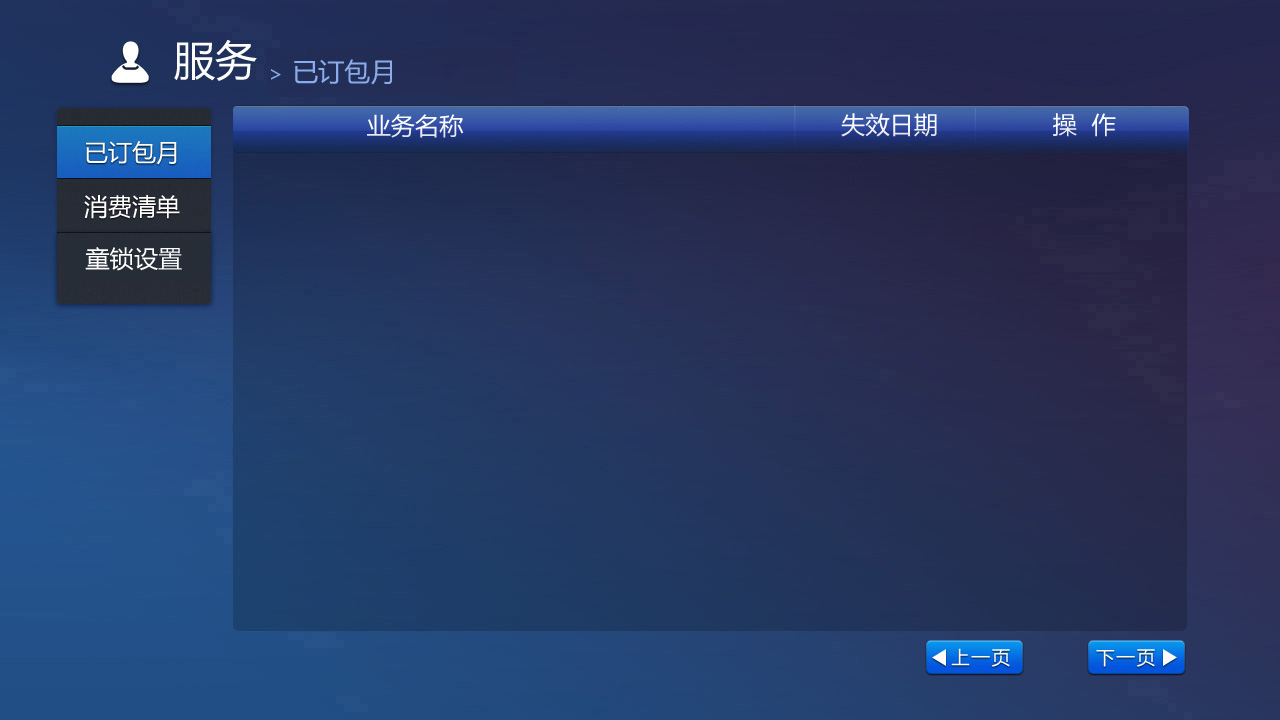 服务 > 已订包月
已订包月
消费清单
童锁设置
业务名称 失效日期 操 作
上一页 下一页